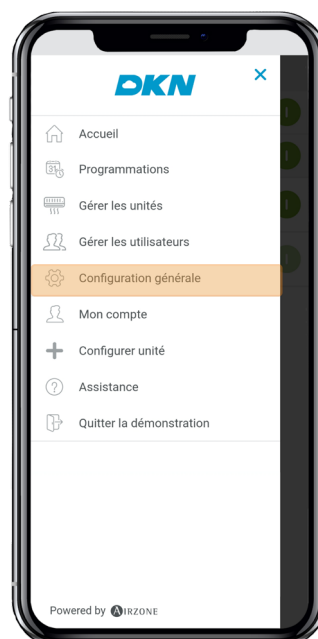 DKN
Accueil
Programmations
Gérer les unités
Gérer les utilisateurs
Configuration générale
Mon compte
Configurer unité
Assistance
Quitter la démonstration
Powered by AIRZONE